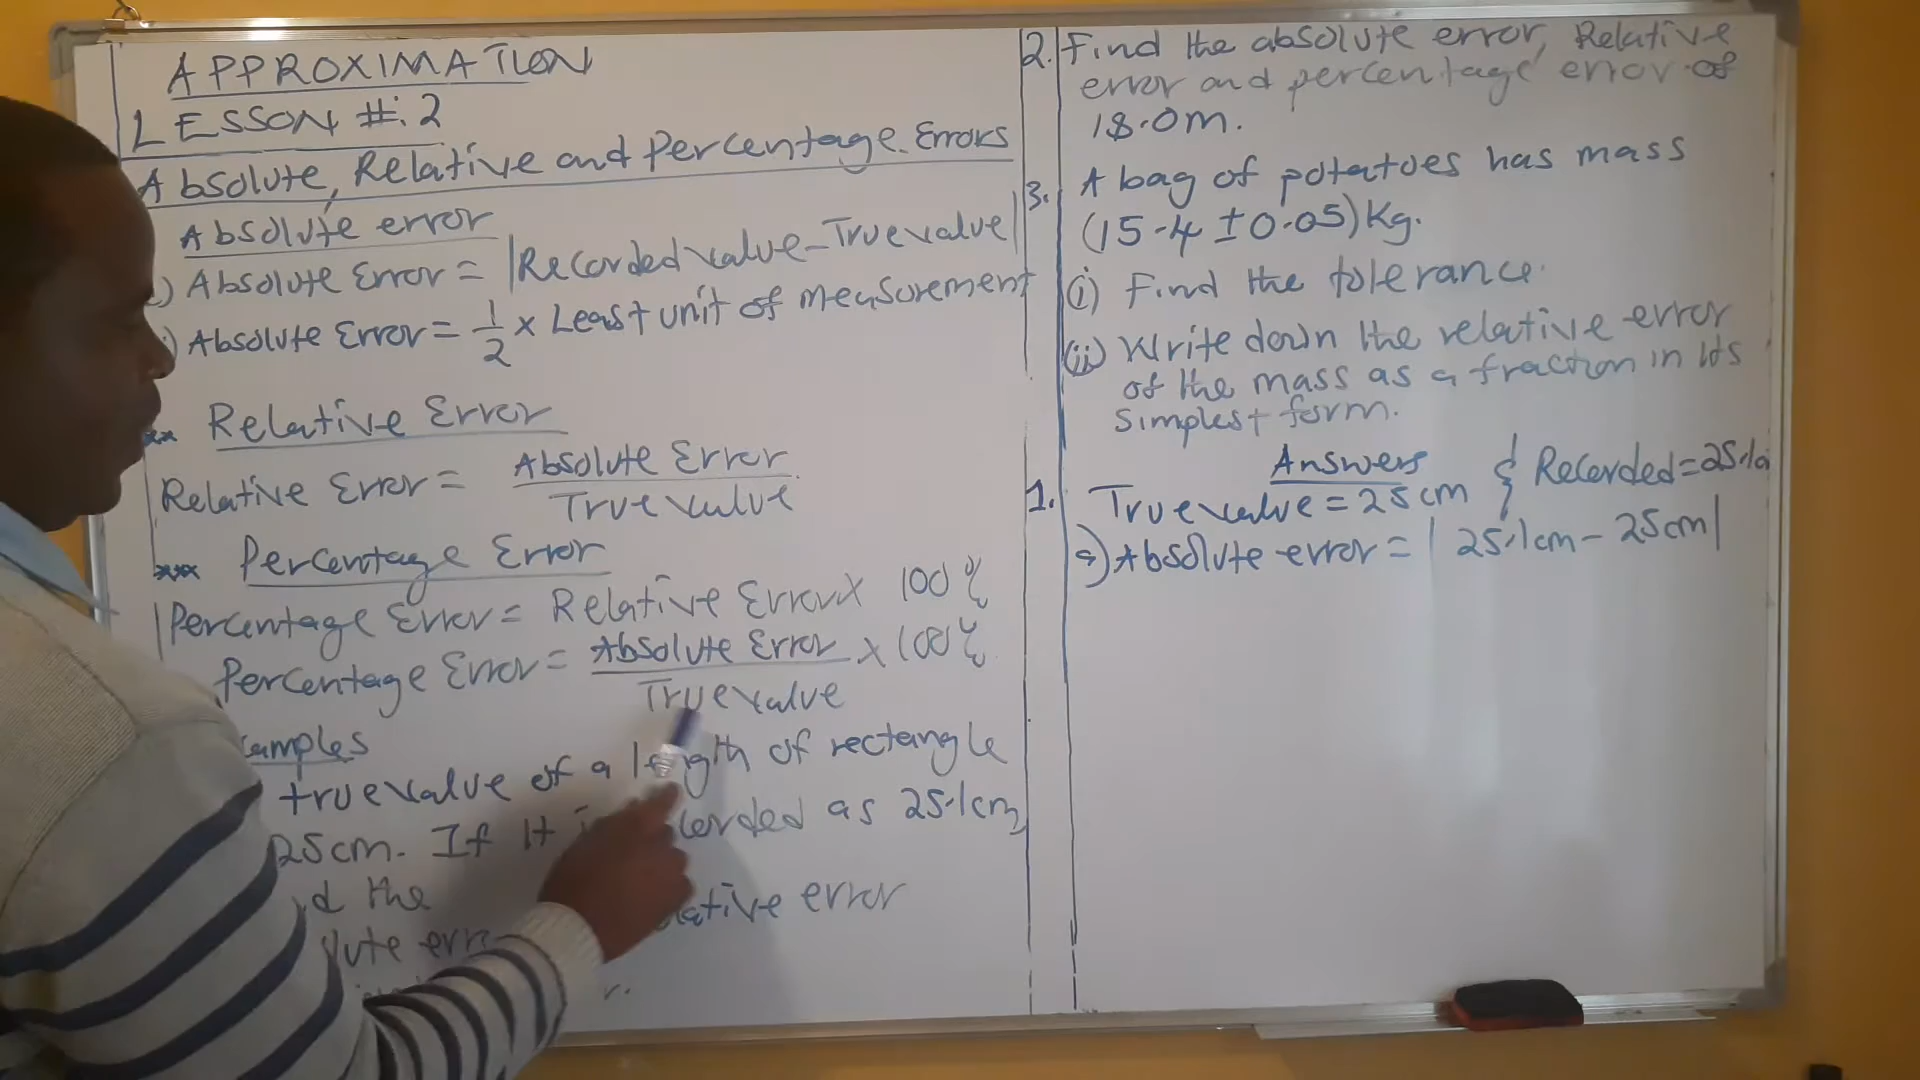 APPROXIMATION
LESSON #:2
Absolute, Relative and Percentage Errors
Absolute error
) Absolute Error = |Recorded value - True value|
) Absolute Error = 1/2 × Least unit of measurement
** Relative Error
Relative Error = Absolute Error / True value
*** Percentage Error
Percentage Error = Relative Error × 100%
Percentage Error = Absolute Error / True value × 100%
amples
true value of a length of rectangle
25cm. If it as 25.1cm
the
error
2. Find the absolute error, Relative
error and percentage error of
18.0m.
3. A bag of potatoes has mass
(15.4 ± 0.05)Kg.
(i) Find the tolerance.
(ii) Write down the relative error
of the mass as a fraction in its
simplest form.
Answers
1. True value = 25cm & Recorded = 25.1c
a) Absolute error = | 25.1cm - 25cm|